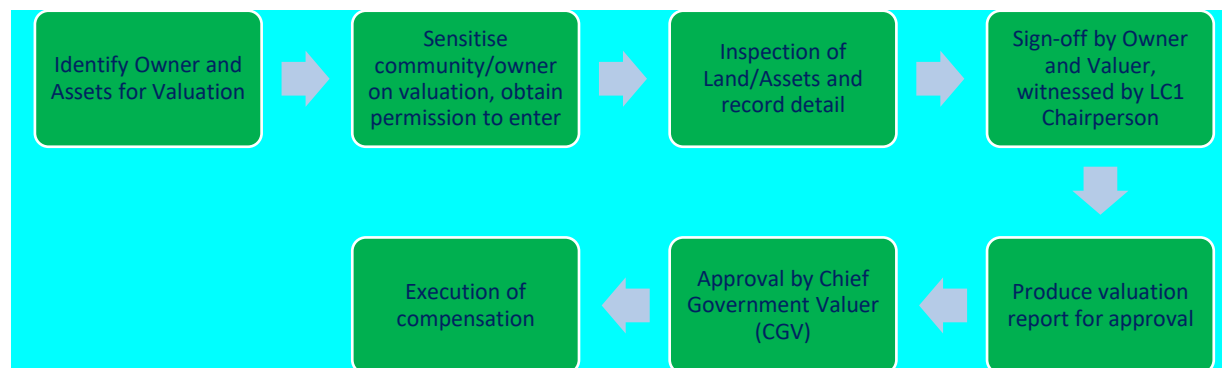 Identify Owner and
Assets for Valuation
Sensitise
community/owner
on valuation, obtain
permission to enter
Inspection of
Land/Assets and
record detail
Sign-off by Owner
and Valuer,
witnessed by LC1
Chairperson
Produce valuation
report for approval
Approval by Chief
Government Valuer
(CGV)
Execution of
compensation